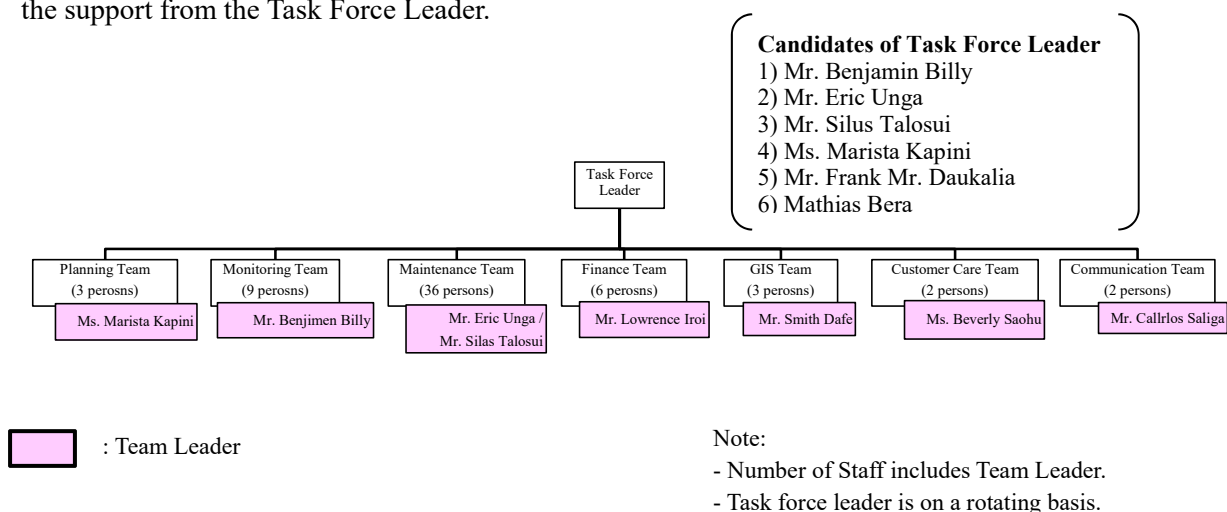 the support from the Task Force Leader.
Candidates of Task Force Leader
1) Mr. Benjamin Billy
2) Mr. Eric Unga
3) Mr. Silus Talosui
4) Ms. Marista Kapini
5) Mr. Frank Mr. Daukalia
6) Mathias Bera
Task Force
Leader
Planning Team
(3 perosns)
Ms. Marista Kapini
Monitoring Team
(9 perosns)
Mr. Benjimen Billy
Maintenance Team
(36 persons)
Mr. Eric Unga /
Mr. Silas Talosui
Finance Team
(6 perosns)
Mr. Lowrence Iroi
GIS Team
(3 perosns)
Mr. Smith Dafe
Customer Care Team
(2 persons)
Ms. Beverly Saohu
Communication Team
(2 persons)
Mr. Callrlos Saliga
: Team Leader
Note:
- Number of Staff includes Team Leader.
- Task force leader is on a rotating basis.